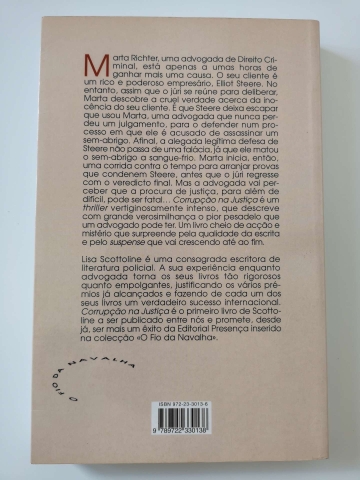 Marta Richter, uma advogada de Direito Cri-
minal, está apenas a umas horas de
ganhar mais uma causa. O seu cliente é
um rico e poderoso empresário, Elliot Steere. No
entanto, assim que o júri se reúne para deliberar,
Marta descobre a cruel verdade acerca da ino-
cência do seu cliente. É que Steere deixa escapar
que usou Marta, uma advogada que nunca per-
deu um julgamento, para o defender num pro-
cesso em que ele é acusado de assassinar um
sem-abrigo. Afinal, a alegada legítima defesa de
Steere não passa de uma falácia, já que ele matou
o sem-abrigo a sangue-frio. Marta inicia, então,
uma corrida contra o tempo para arranjar provas
que condenem Steere, antes que o júri regresse
com o veredicto final. Mas a advogada vai per-
ceber que a procura de justiça, para além de
difícil, pode ser fatal... Corrupção na Justiça é um
thriller vertiginosamente intenso, que descreve
com grande verosimilhança o pior pesadelo que
um advogado pode ter. Um livro cheio de acção e
mistério que surpreende pela qualidade da escrita
e pelo suspense que vai crescendo até ao fim.
Lisa Scottoline é uma consagrada escritora de
literatura policial. A sua experiência enquanto
advogada torna os seus livros tão rigorosos
quanto empolgantes, justificando os vários pré-
mios já alcançados e fazendo de cada um dos
seus livros um verdadeiro sucesso internacional.
Corrupção na Justiça é o primeiro livro de Scotto-
line a ser publicado entre nós e promete, desde
já, ser mais um êxito da Editorial Presença inserido
na colecção «O Fio da Navalha».
O FIO DA NAVALHA
ISBN 972-23-3013-6
9 789722 330138